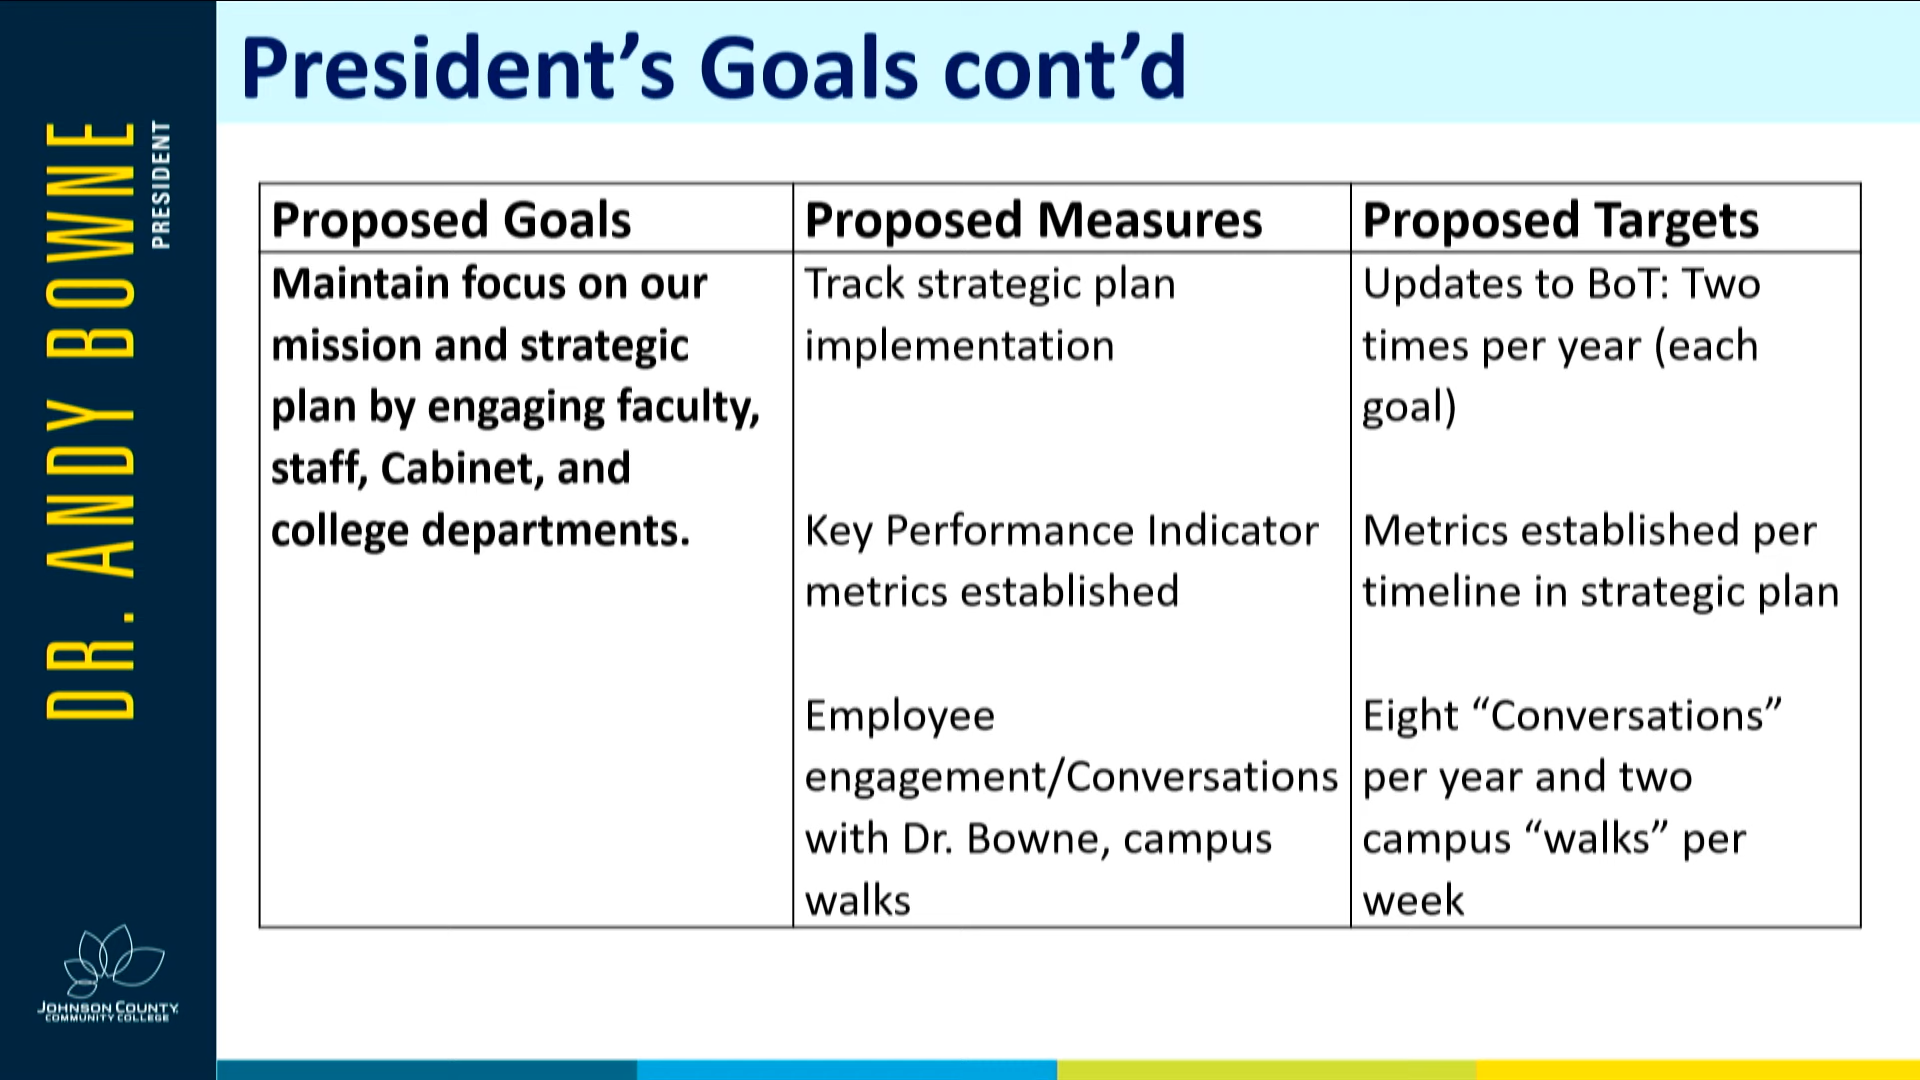 President’s Goals cont’d
DR. ANDY BOWNE
PRESIDENT
Proposed Goals
Maintain focus on our
mission and strategic
plan by engaging faculty,
staff, Cabinet, and
college departments.
Proposed Measures
Track strategic plan
implementation
Key Performance Indicator
metrics established
Employee
engagement/Conversations
with Dr. Bowne, campus
walks
Proposed Targets
Updates to BoT: Two
times per year (each
goal)
Metrics established per
timeline in strategic plan
Eight “Conversations”
per year and two
campus “walks” per
week
JOHNSON COUNTY
COMMUNITY COLLEGE